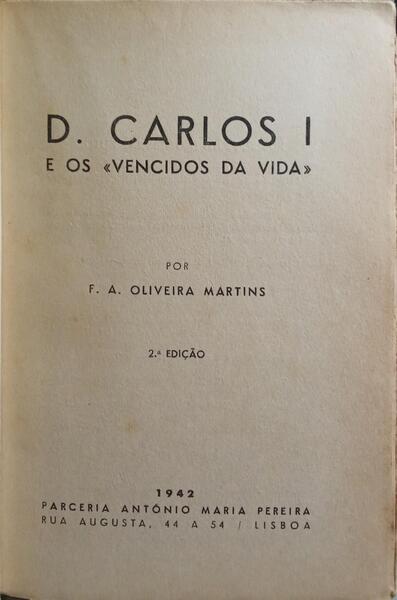 D. CARLOS I
E OS «VENCIDOS DA VIDA»
POR
F. A. OLIVEIRA MARTINS
2.ª EDIÇÃO
1942
PARCERIA ANTÓNIO MARIA PEREIRA
RUA AUGUSTA, 44 A 54 / LISBOA